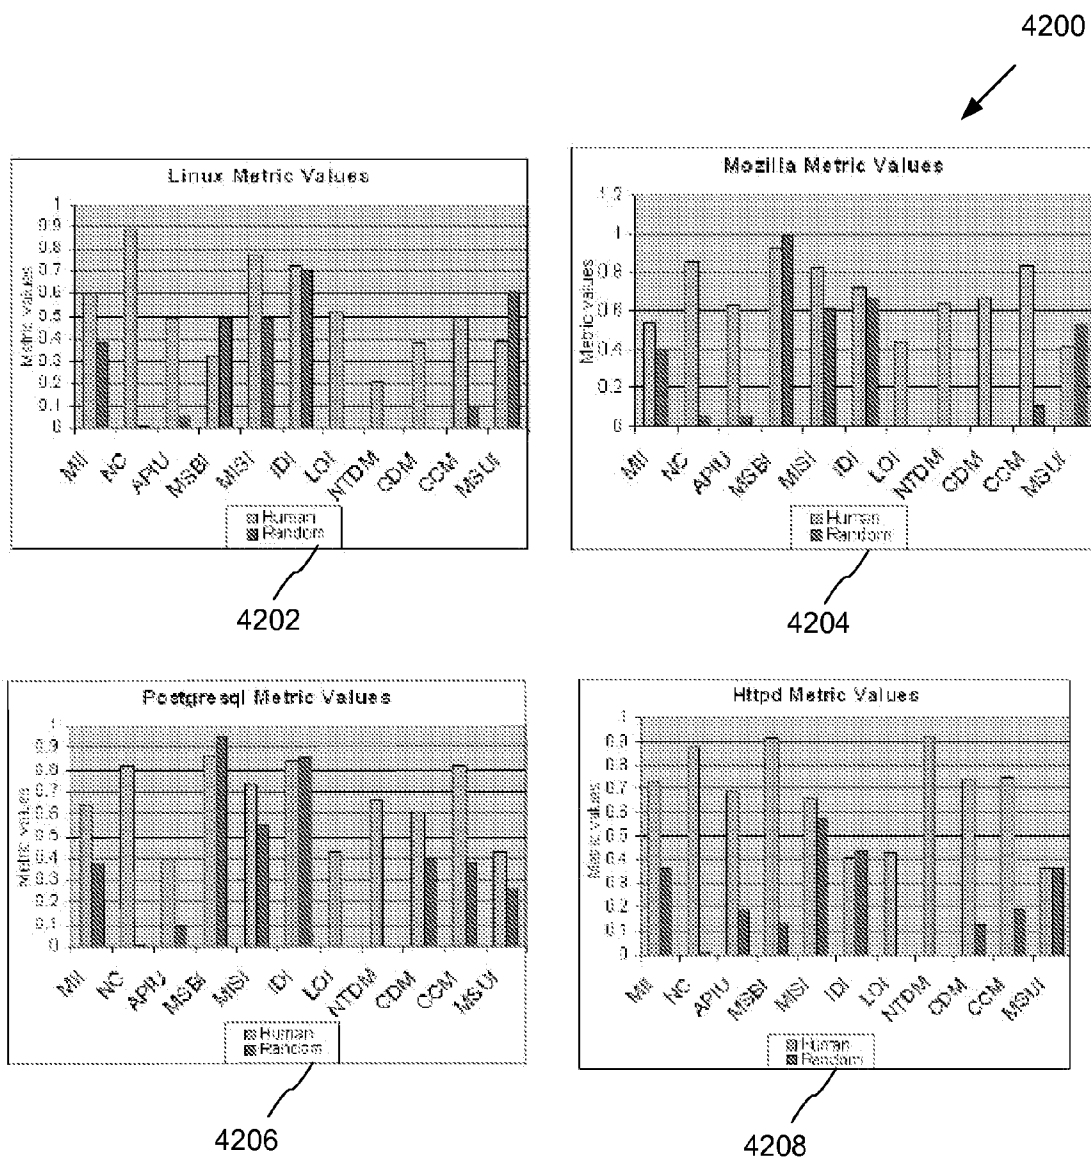 4200
Linux Metric Values
Metric values
1
0.9
0.8
0.7
0.6
0.5
0.4
0.3
0.2
0.1
0
MII
NC
APIU
MSBI
MISI
IDI
LOI
NTDM
CDM
CCM
MSUI
Human
Random
4202
Mozilla Metric Values
Metric values
1.2
1
0.8
0.6
0.4
0.2
0
MII
NC
APIU
MSBI
MISI
IDI
LOI
NTDM
CDM
CCM
MSUI
Human
Random
4204
Postgresql Metric Values
Metric values
1
0.9
0.8
0.7
0.6
0.5
0.4
0.3
0.2
0.1
0
MII
NC
APIU
MSBI
MISI
IDI
LOI
NTDM
CDM
CCM
MSUI
Human
Random
4206
Httpd Metric Values
Metric values
1
0.9
0.8
0.7
0.6
0.5
0.4
0.3
0.2
0.1
0
MII
NC
APIU
MSBI
MISI
IDI
LOI
NTDM
CDM
CCM
MSUI
Human
Random
4208